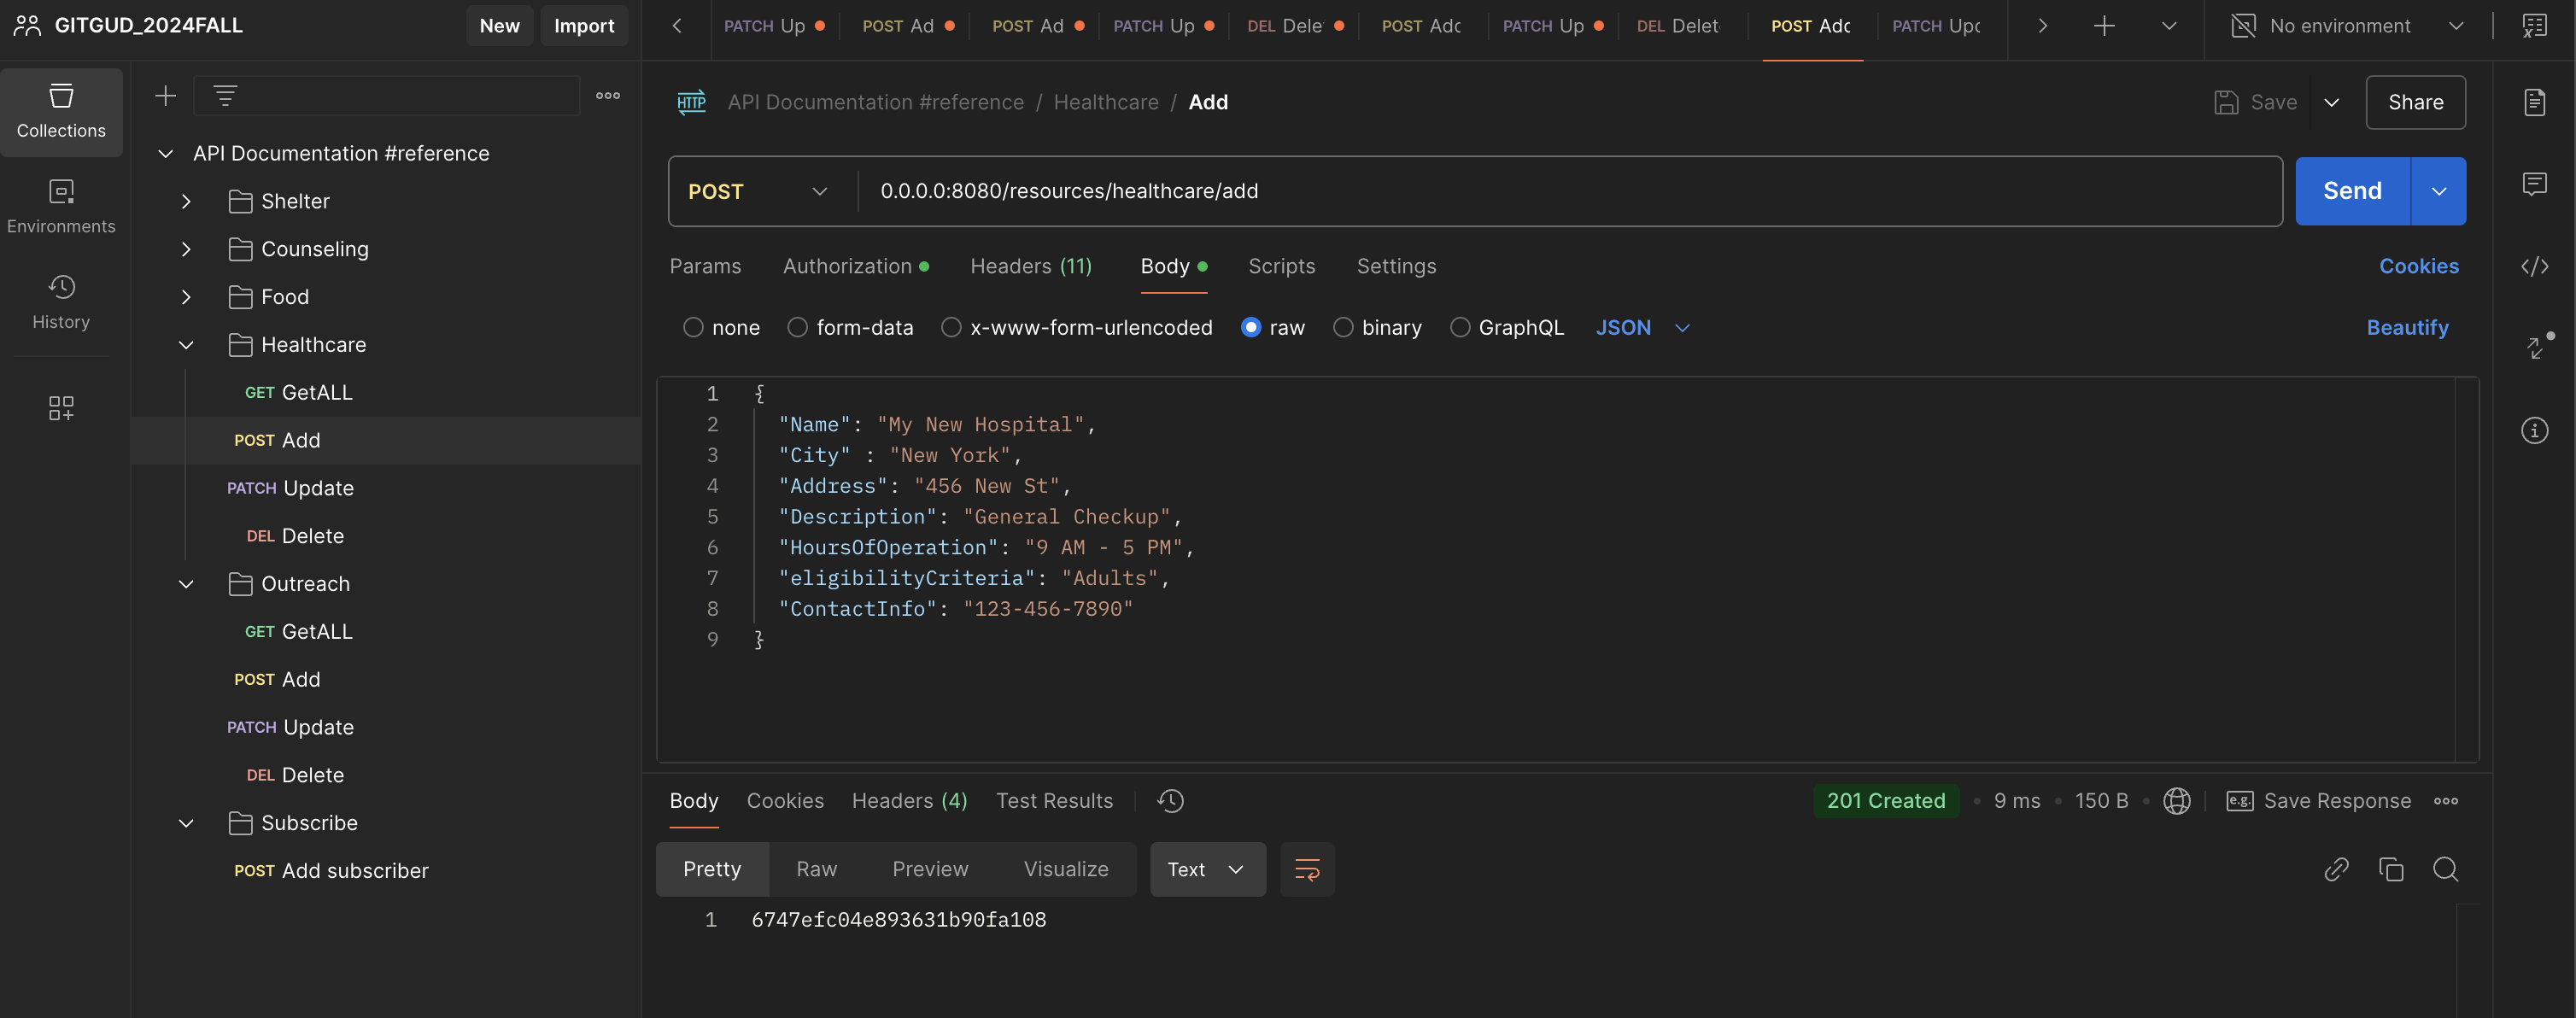 GITGUD_2024FALL
New
Import
PATCH Up
POST Ad
POST Ad
PATCH Up
DEL Dele
POST Adc
PATCH Up
DEL Delet
POST Adc
PATCH Upc
No environment
Collections
Environments
History
API Documentation #reference
Shelter
Counseling
Food
Healthcare
GET GetALL
POST Add
PATCH Update
DEL Delete
Outreach
GET GetALL
POST Add
PATCH Update
DEL Delete
Subscribe
POST Add subscriber
HTTP API Documentation #reference / Healthcare / Add
Save
Share
POST
0.0.0.0:8080/resources/healthcare/add
Send
Params Authorization Headers (11) Body Scripts Settings
Cookies
none form-data x-www-form-urlencoded raw binary GraphQL JSON
Beautify
1 {
2 "Name": "My New Hospital",
3 "City" : "New York",
4 "Address": "456 New St",
5 "Description": "General Checkup",
6 "HoursOfOperation": "9 AM - 5 PM",
7 "eligibilityCriteria": "Adults",
8 "ContactInfo": "123-456-7890"
9 }
Body Cookies Headers (4) Test Results
201 Created • 9 ms • 150 B •
e.g. Save Response
Pretty Raw Preview Visualize Text
1 6747efc04e893631b90fa108